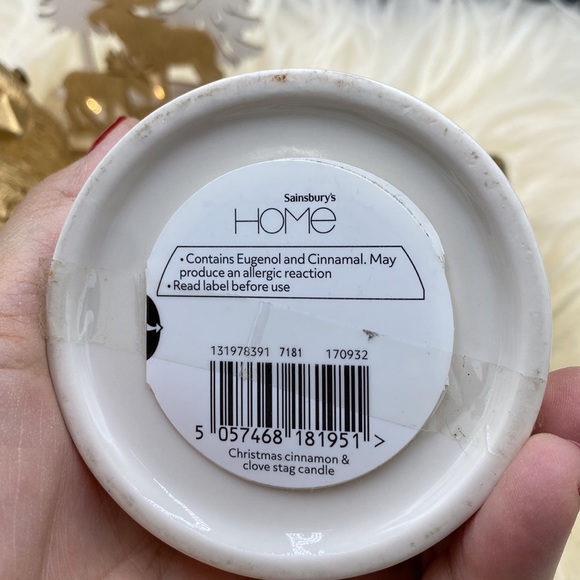 Sainsbury's
HOME
• Contains Eugenol and Cinnamal. May
produce an allergic reaction
• Read label before use
131978391 7181 170932
5 057468 181951 >
Christmas cinnamon &
clove stag candle